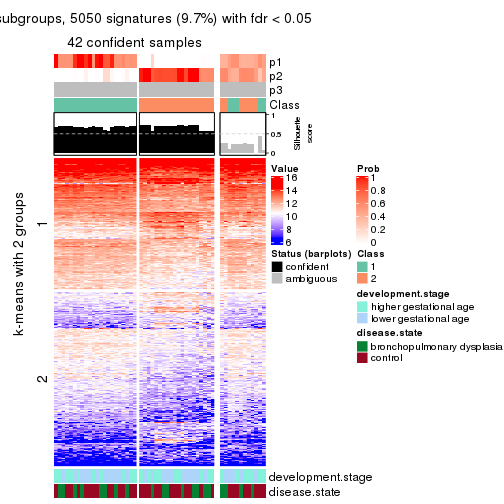 subgroups, 5050 signatures (9.7%) with fdr < 0.05
42 confident samples
p1
p2
p3
Class
1
0.5
0
Silhouette
score
k-means with 2 groups
1
2
Value
16
14
12
10
8
6
Prob
1
0.8
0.6
0.4
0.2
0
Status (barplots)
confident
ambiguous
Class
1
2
development.stage
higher gestational age
lower gestational age
disease.state
bronchopulmonary dysplasia
control
development.stage
disease.state